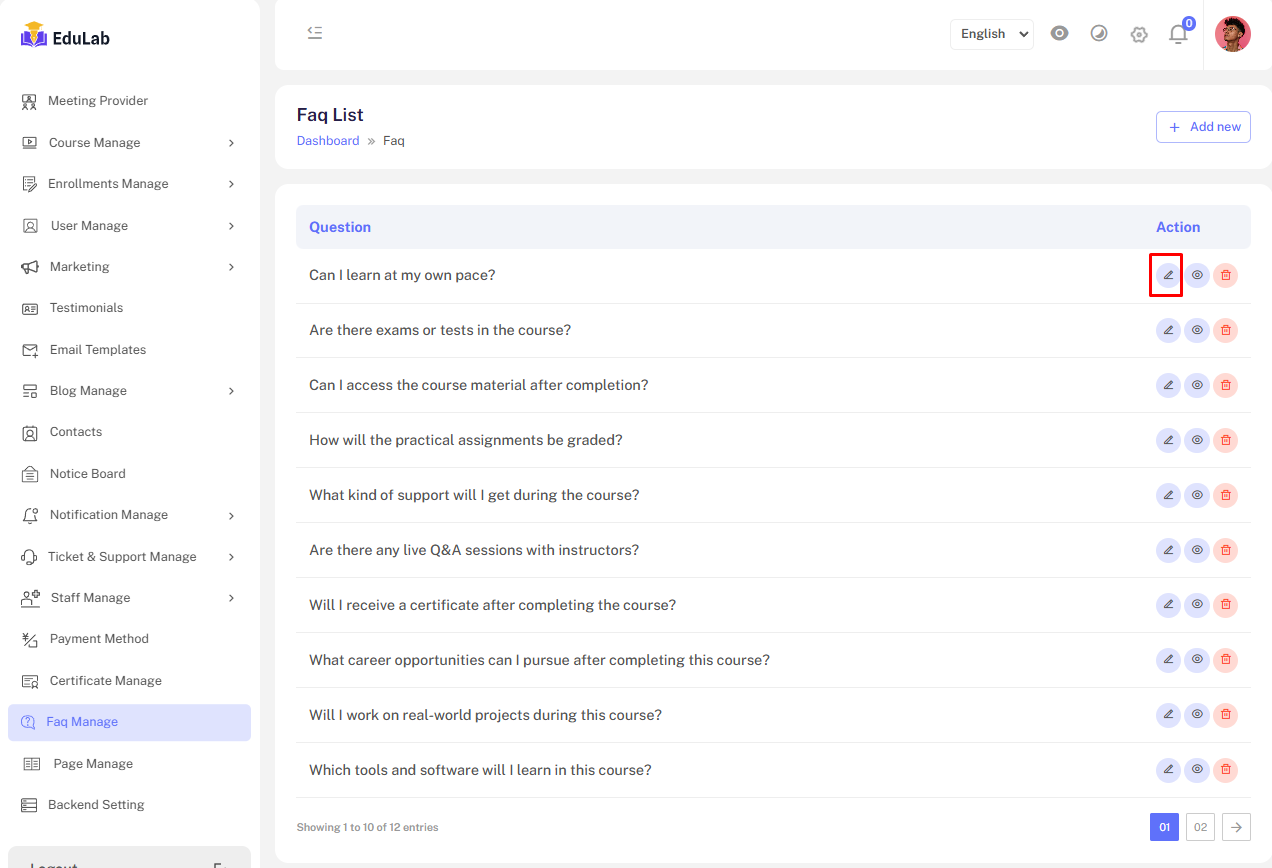 EduLab
English
0
Meeting Provider
Course Manage
Enrollments Manage
User Manage
Marketing
Testimonials
Email Templates
Blog Manage
Contacts
Notice Board
Notification Manage
Ticket & Support Manage
Staff Manage
Payment Method
Certificate Manage
Faq Manage
Page Manage
Backend Setting
Logout
Faq List
Dashboard » Faq
+ Add new
Question Action
Can I learn at my own pace?
Are there exams or tests in the course?
Can I access the course material after completion?
How will the practical assignments be graded?
What kind of support will I get during the course?
Are there any live Q&A sessions with instructors?
Will I receive a certificate after completing the course?
What career opportunities can I pursue after completing this course?
Will I work on real-world projects during this course?
Which tools and software will I learn in this course?
Showing 1 to 10 of 12 entries
01 02